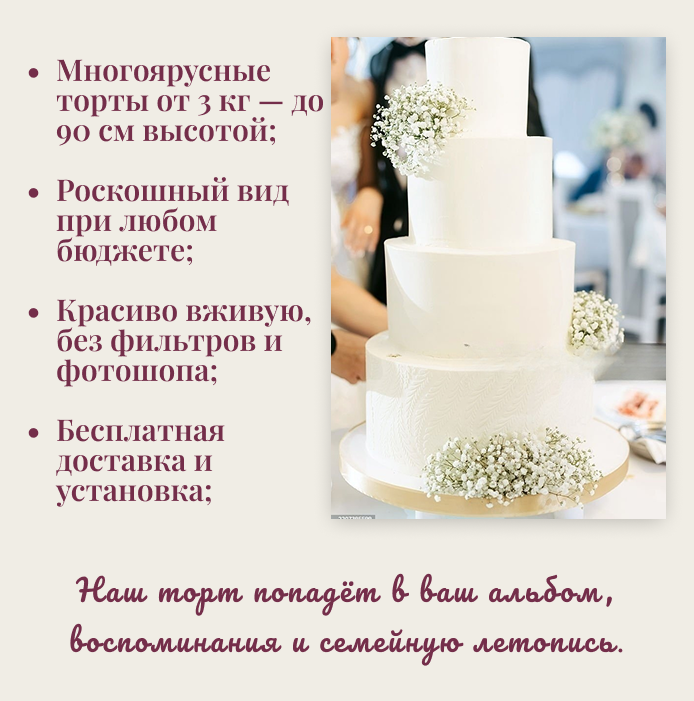 • Многоярусные
торты от 3 кг — до
90 см высотой;
• Роскошный вид
при любом
бюджете;
• Красиво вживую,
без фильтров и
фотошопа;
• Бесплатная
доставка и
установка;
Наш торт попадёт в ваш альбом,
воспоминания и семейную летопись.